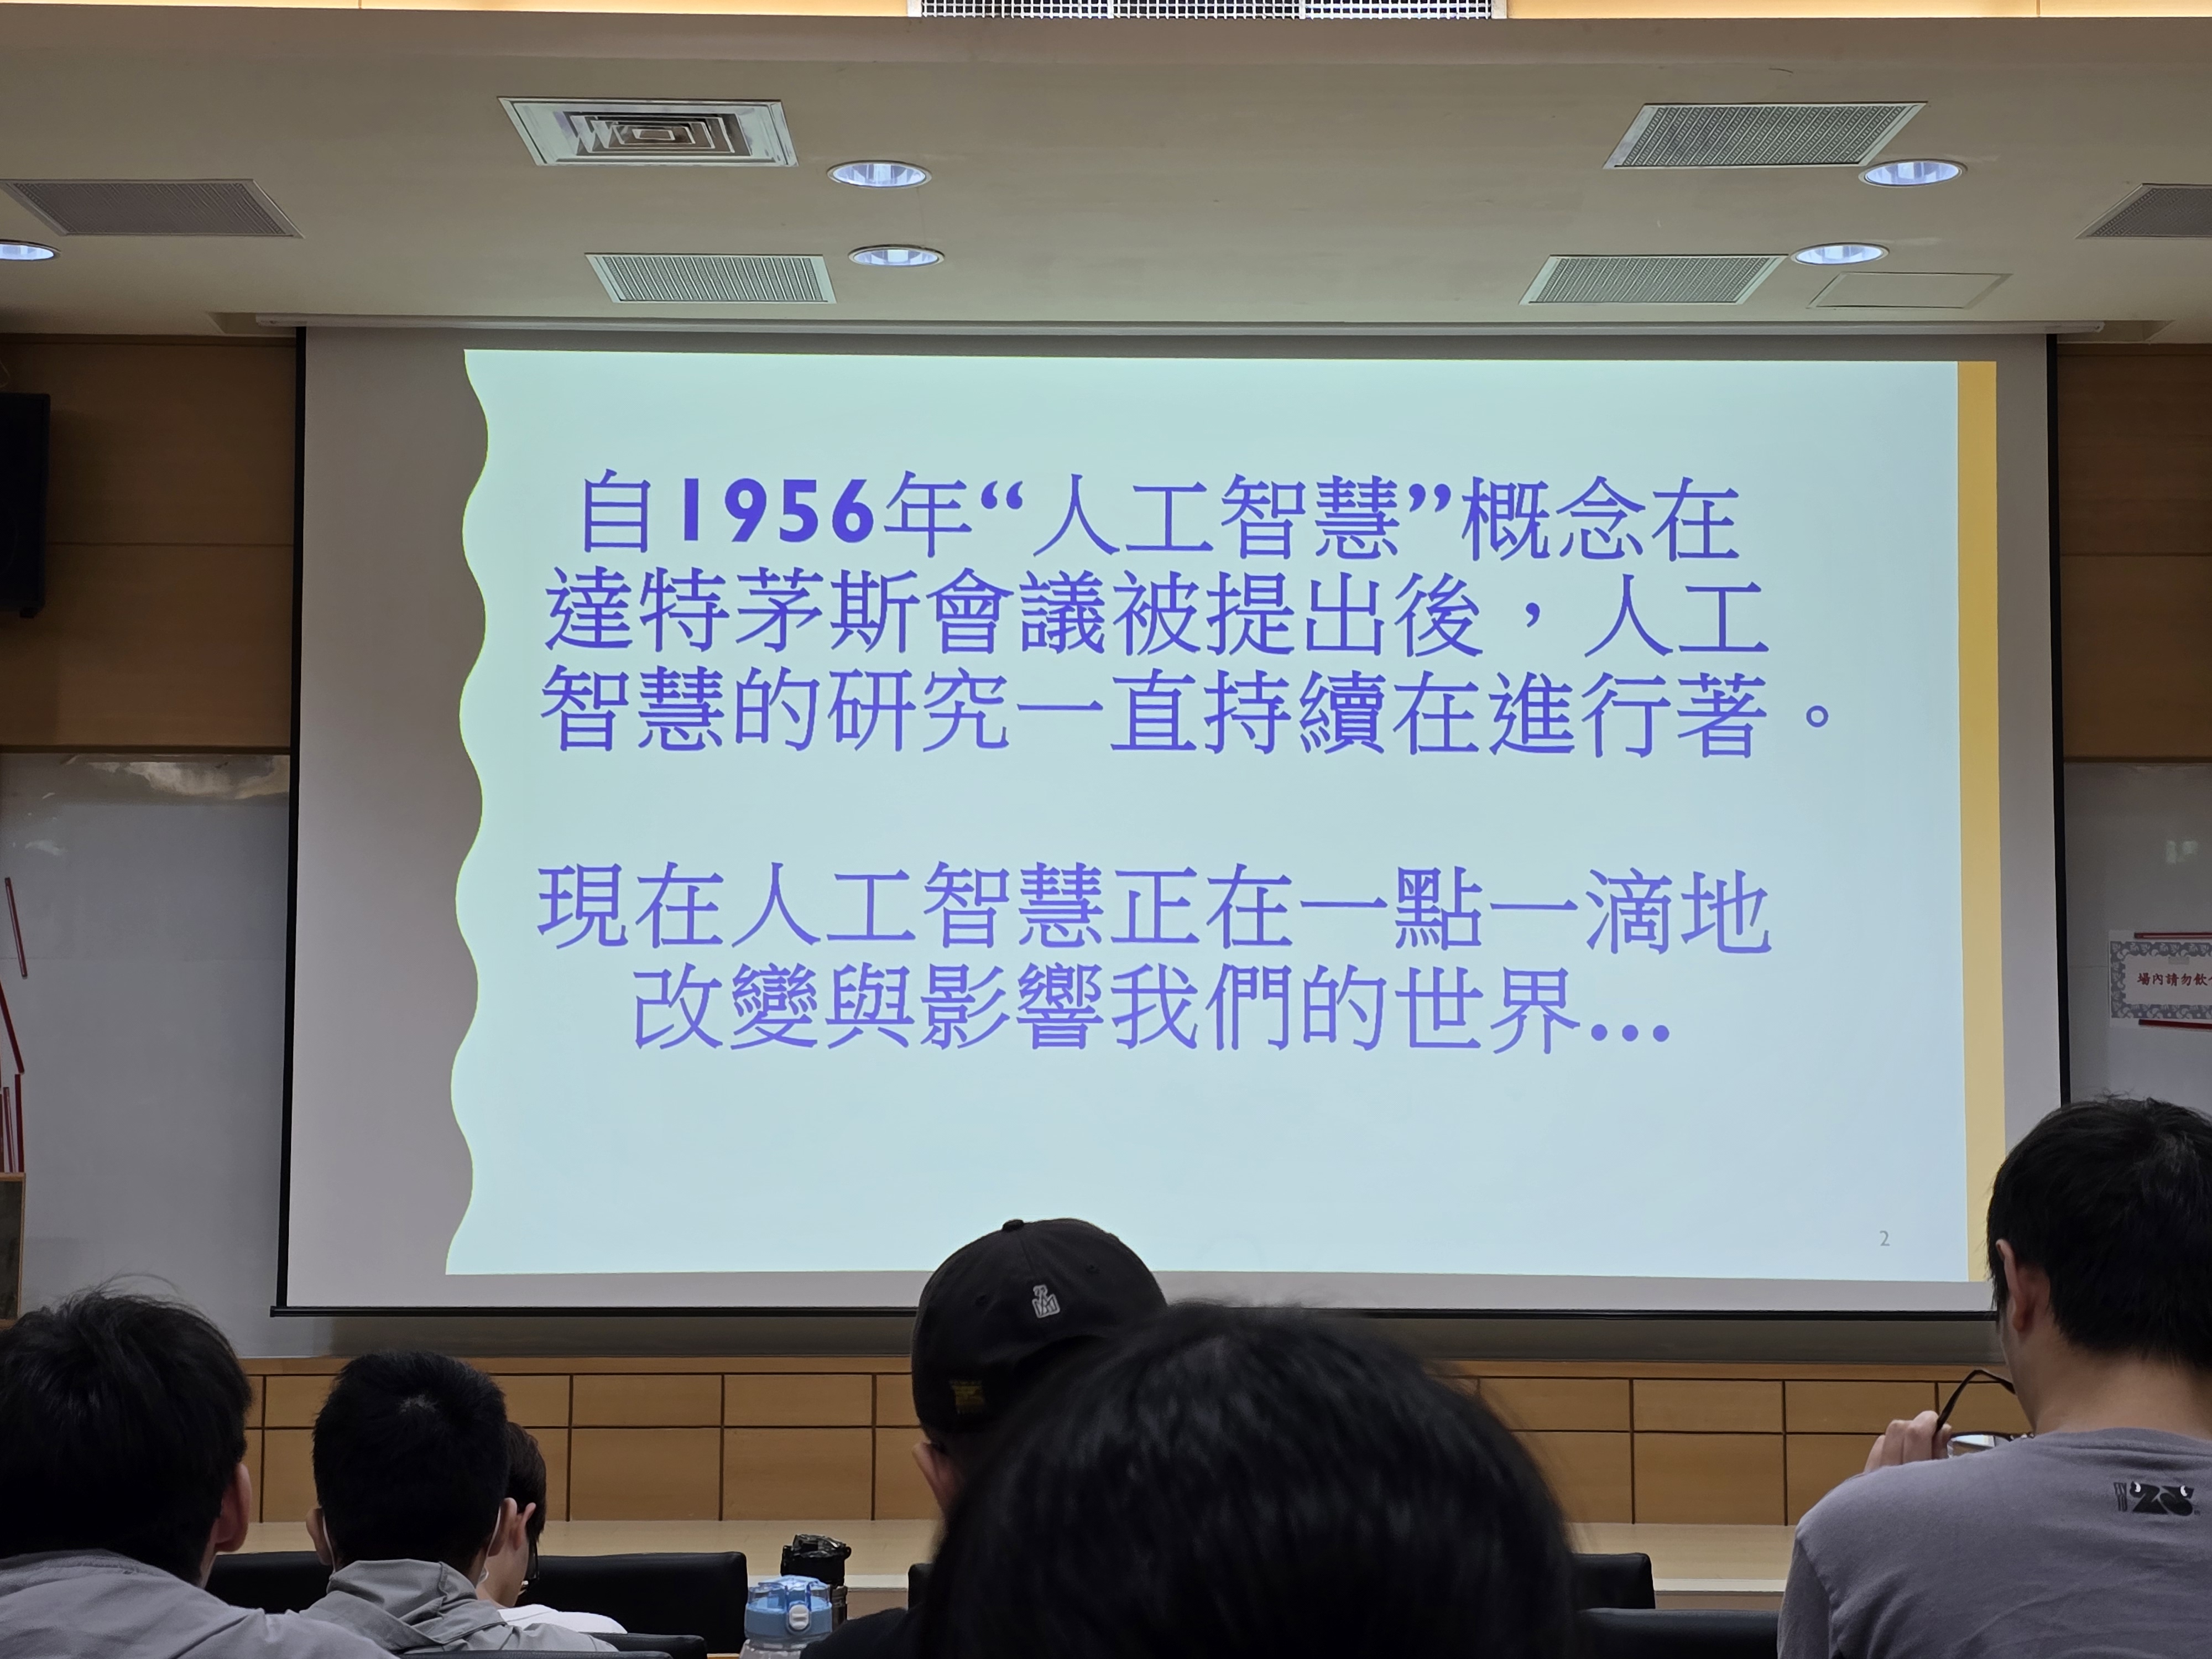 自1956年“人工智慧”概念在
達特茅斯會議被提出後，人工
智慧的研究一直持續在進行著。
現在人工智慧正在一點一滴地
改變與影響我們的世界...
2
場內請勿飲